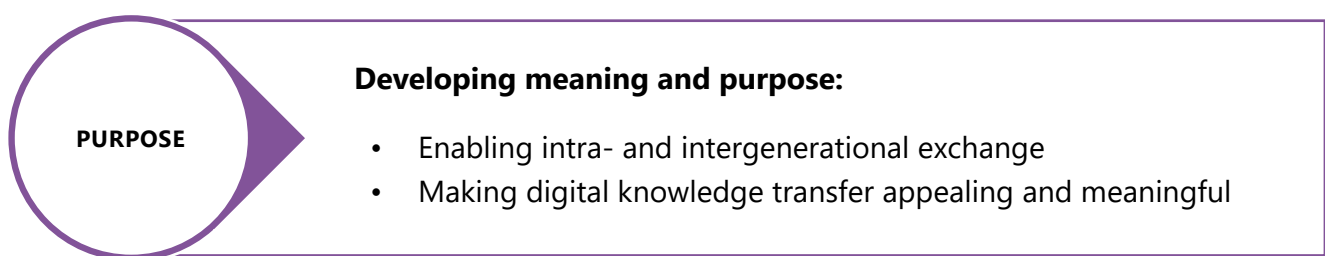 PURPOSE
Developing meaning and purpose:
• Enabling intra- and intergenerational exchange
• Making digital knowledge transfer appealing and meaningful